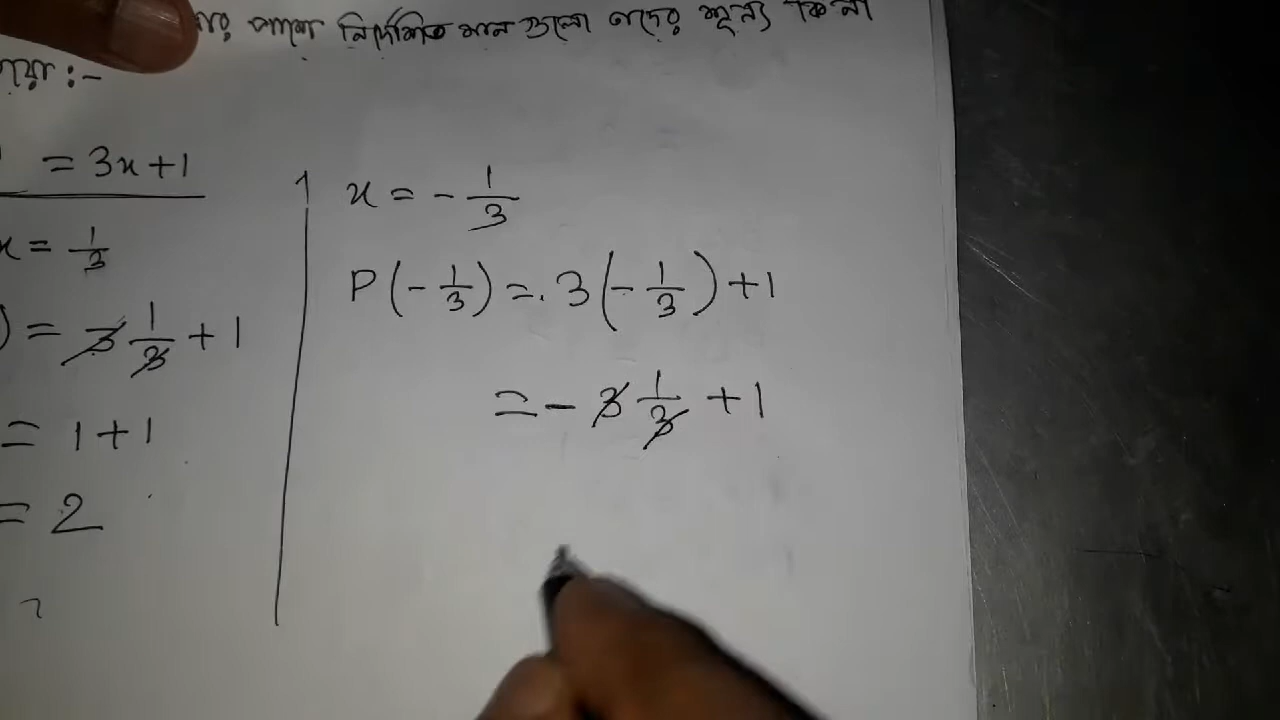 পাশে নির্দেশিত মান গুলো তাদের শূন্য কিনা
:-
= 3x+1
x = 1/3
) = 3 1/3 + 1
= 1+1
= 2
x = - 1/3
P(- 1/3) = 3(- 1/3) + 1
= - 3 1/3 + 1